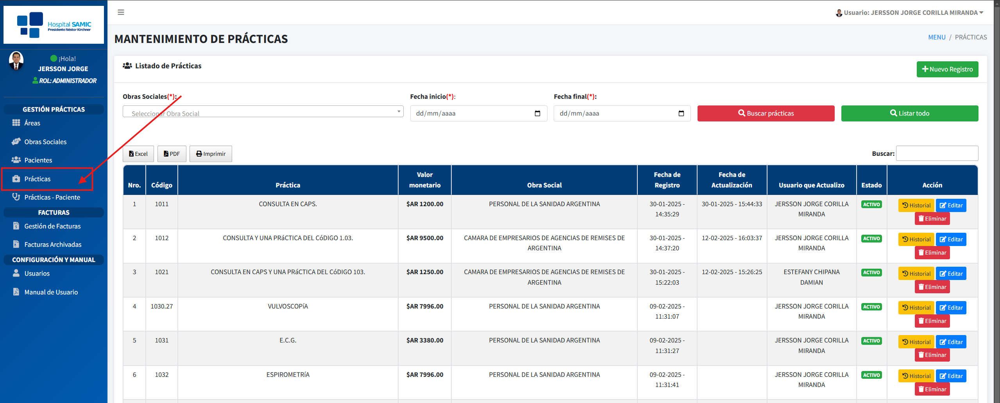 Hospital SAMIC
Presidente Néstor Kirchner
¡Hola!
JERSSON JORGE
ROL: ADMINISTRADOR
GESTIÓN PRÁCTICAS
Áreas
Obras Sociales
Pacientes
Prácticas
Prácticas - Paciente
FACTURAS
Gestión de Facturas
Facturas Archivadas
CONFIGURACIÓN Y MANUAL
Usuarios
Manual de Usuario
Usuario: JERSSON JORGE CORILLA MIRANDA
MANTENIMIENTO DE PRÁCTICAS
MENU / PRÁCTICAS
Listado de Prácticas
Nuevo Registro
Obras Sociales(*): Fecha inicio(*): Fecha final(*):
Seleccionar Obra Social dd/mm/aaaa dd/mm/aaaa Buscar prácticas Listar todo
Excel PDF Imprimir Buscar:
Nro. Código Práctica Valor monetario Obra Social Fecha de Registro Fecha de Actualización Usuario que Actualizo Estado Acción
1 1011 CONSULTA EN CAPS. $AR 1200.00 PERSONAL DE LA SANIDAD ARGENTINA 30-01-2025 - 14:35:29 30-01-2025 - 15:44:33 JERSSON JORGE CORILLA MIRANDA ACTIVO Historial Editar Eliminar
2 1012 CONSULTA Y UNA PRáCTICA DEL CóDIGO 1.03. $AR 9500.00 CAMARA DE EMPRESARIOS DE AGENCIAS DE REMISES DE ARGENTINA 30-01-2025 - 14:37:20 12-02-2025 - 16:03:37 JERSSON JORGE CORILLA MIRANDA ACTIVO Historial Editar Eliminar
3 1021 CONSULTA EN CAPS Y UNA PRáCTICA DEL CóDIGO 103. $AR 1250.00 CAMARA DE EMPRESARIOS DE AGENCIAS DE REMISES DE ARGENTINA 30-01-2025 - 15:22:03 12-02-2025 - 15:26:25 ESTEFANY CHIPANA DAMIAN ACTIVO Historial Editar Eliminar
4 1030.27 VULVOSCOPíA $AR 7996.00 PERSONAL DE LA SANIDAD ARGENTINA 09-02-2025 - 11:31:07 JERSSON JORGE CORILLA MIRANDA ACTIVO Historial Editar Eliminar
5 1031 E.C.G. $AR 3380.00 PERSONAL DE LA SANIDAD ARGENTINA 09-02-2025 - 11:31:27 JERSSON JORGE CORILLA MIRANDA ACTIVO Historial Editar Eliminar
6 1032 ESPIROMETRíA $AR 7996.00 PERSONAL DE LA SANIDAD ARGENTINA 09-02-2025 - 11:31:41 JERSSON JORGE CORILLA MIRANDA ACTIVO Historial Editar Eliminar